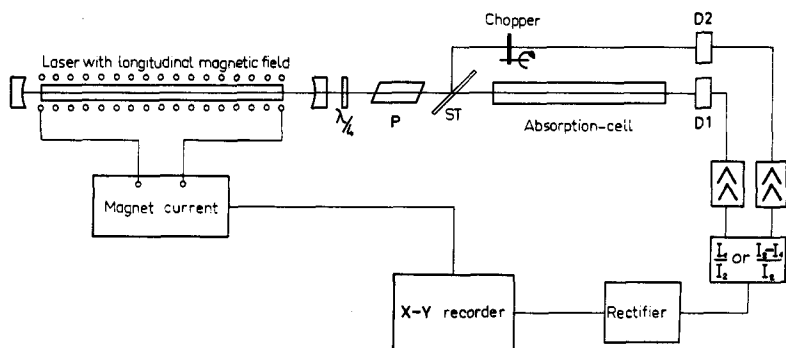 Chopper
D2
Laser with longitudinal magnetic field
λ/4
P
ST
Absorption-cell
D1
Magnet current
I₁/I₂ or I₂-I₁/I₂
X-Y recorder
Rectifier